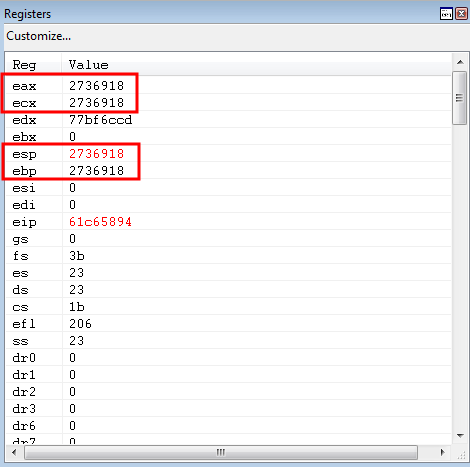 Registers
Customize...
Reg Value
eax 2736918
ecx 2736918
edx 77bf6ccd
ebx 0
esp 2736918
ebp 2736918
esi 0
edi 0
eip 61c65894
gs 0
fs 3b
es 23
ds 23
cs 1b
efl 206
ss 23
dr0 0
dr1 0
dr2 0
dr3 0
dr6 0
dr7 0